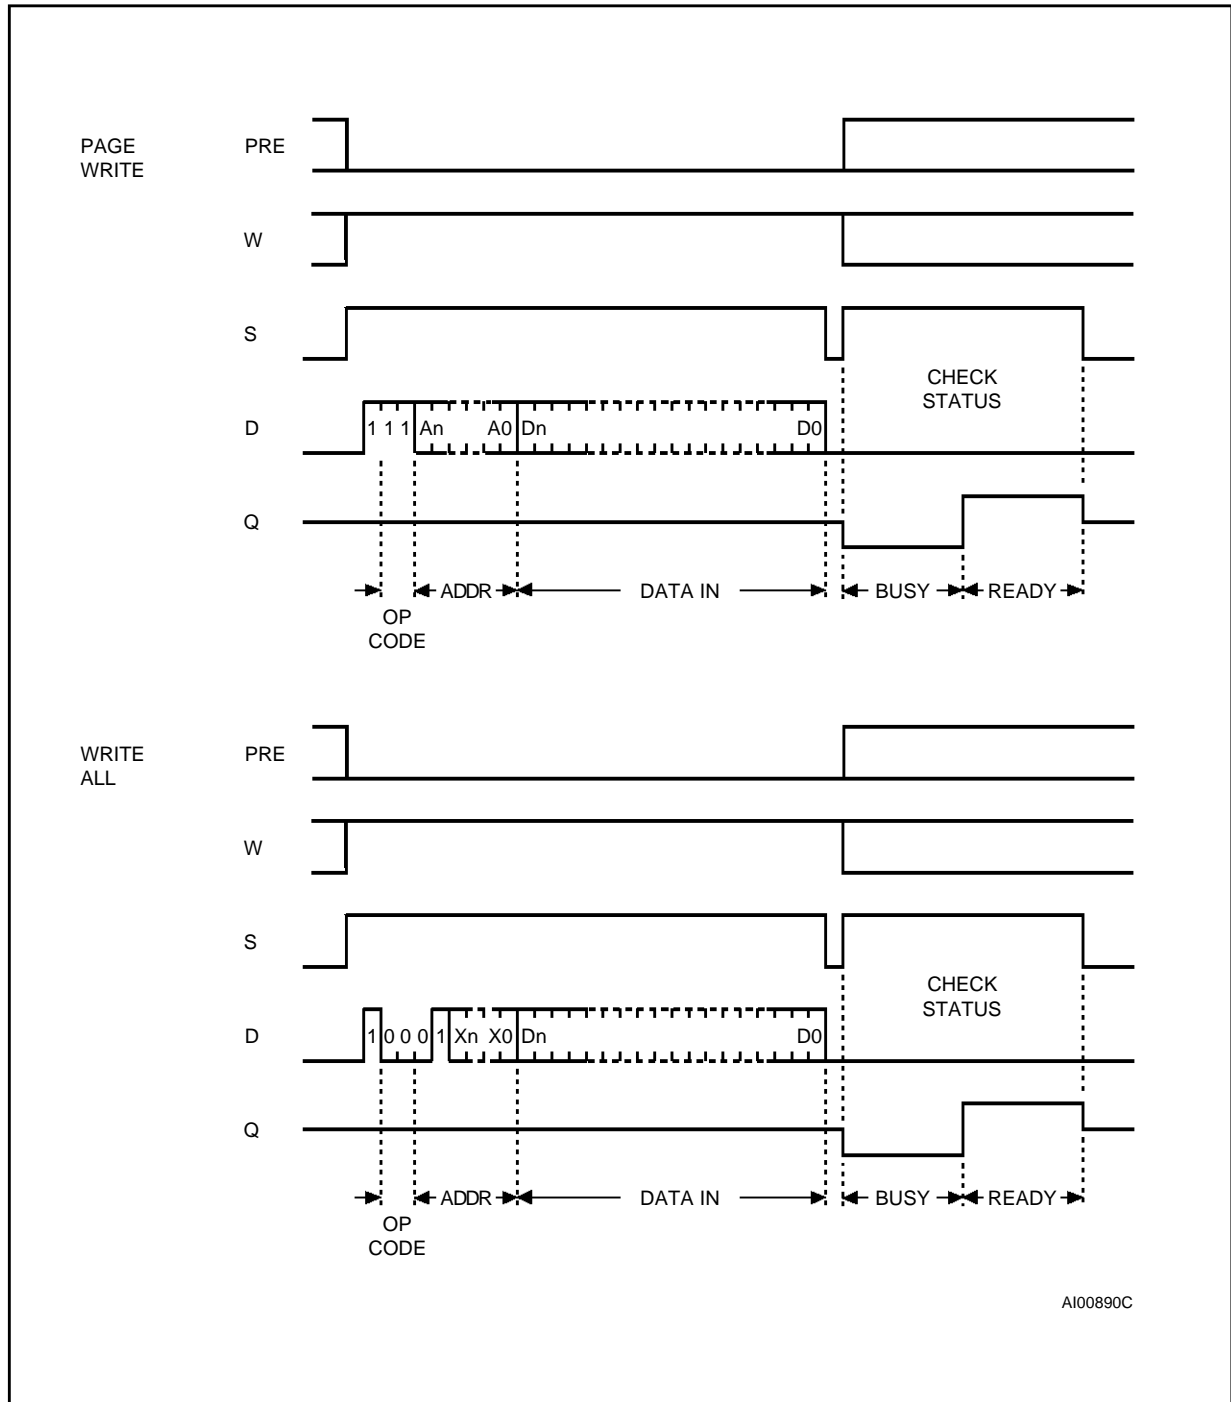 PAGE
WRITE
PRE
W
S
CHECK
STATUS
D
1 1 1 An A0 Dn D0
Q
ADDR DATA IN BUSY READY
OP
CODE
WRITE
ALL
PRE
W
S
CHECK
STATUS
D
1 0 0 0 1 Xn X0 Dn D0
Q
ADDR DATA IN BUSY READY
OP
CODE
AI00890C